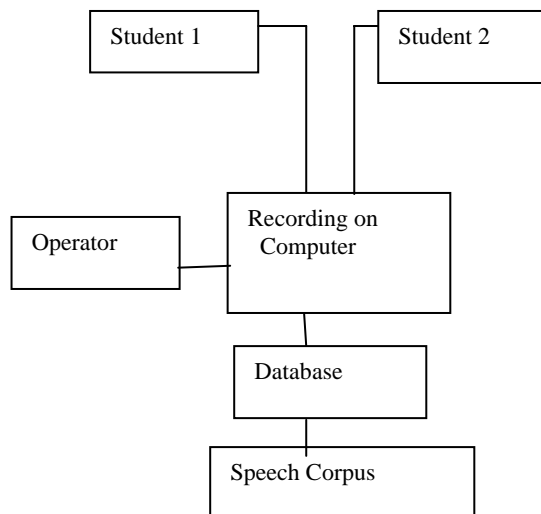 Student 1
Student 2
Recording on
Computer
Operator
Database
Speech Corpus